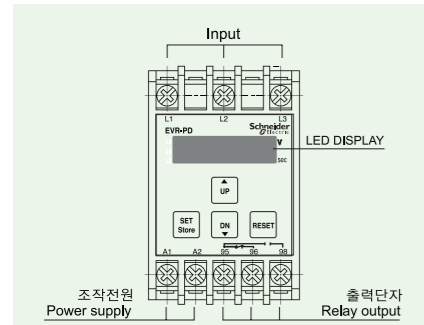 Input
L1 L2 L3
EVR•PD Schneider Electric
V
LED DISPLAY
sec
UP
SET Store DN RESET
A1 A2 95 96 98
조작전원 출력단자
Power supply Relay output